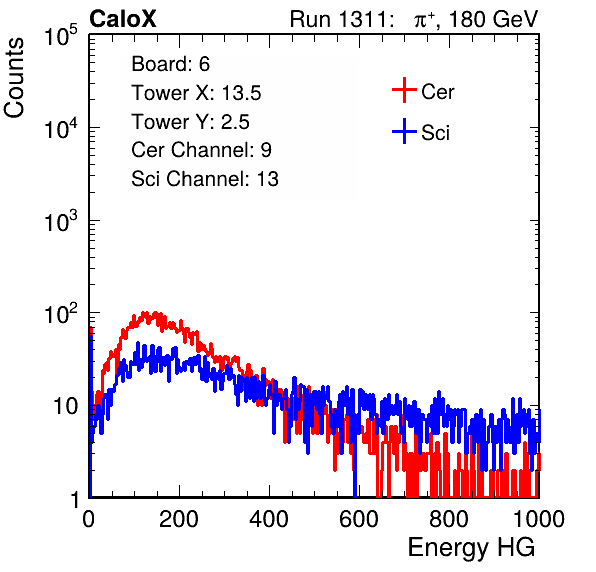 CaloX Run 1311: π⁺, 180 GeV
Counts
10⁵
10⁴
10³
10²
10
1
Board: 6
Tower X: 13.5
Tower Y: 2.5
Cer Channel: 9
Sci Channel: 13
Cer
Sci
0 200 400 600 800 1000
Energy HG